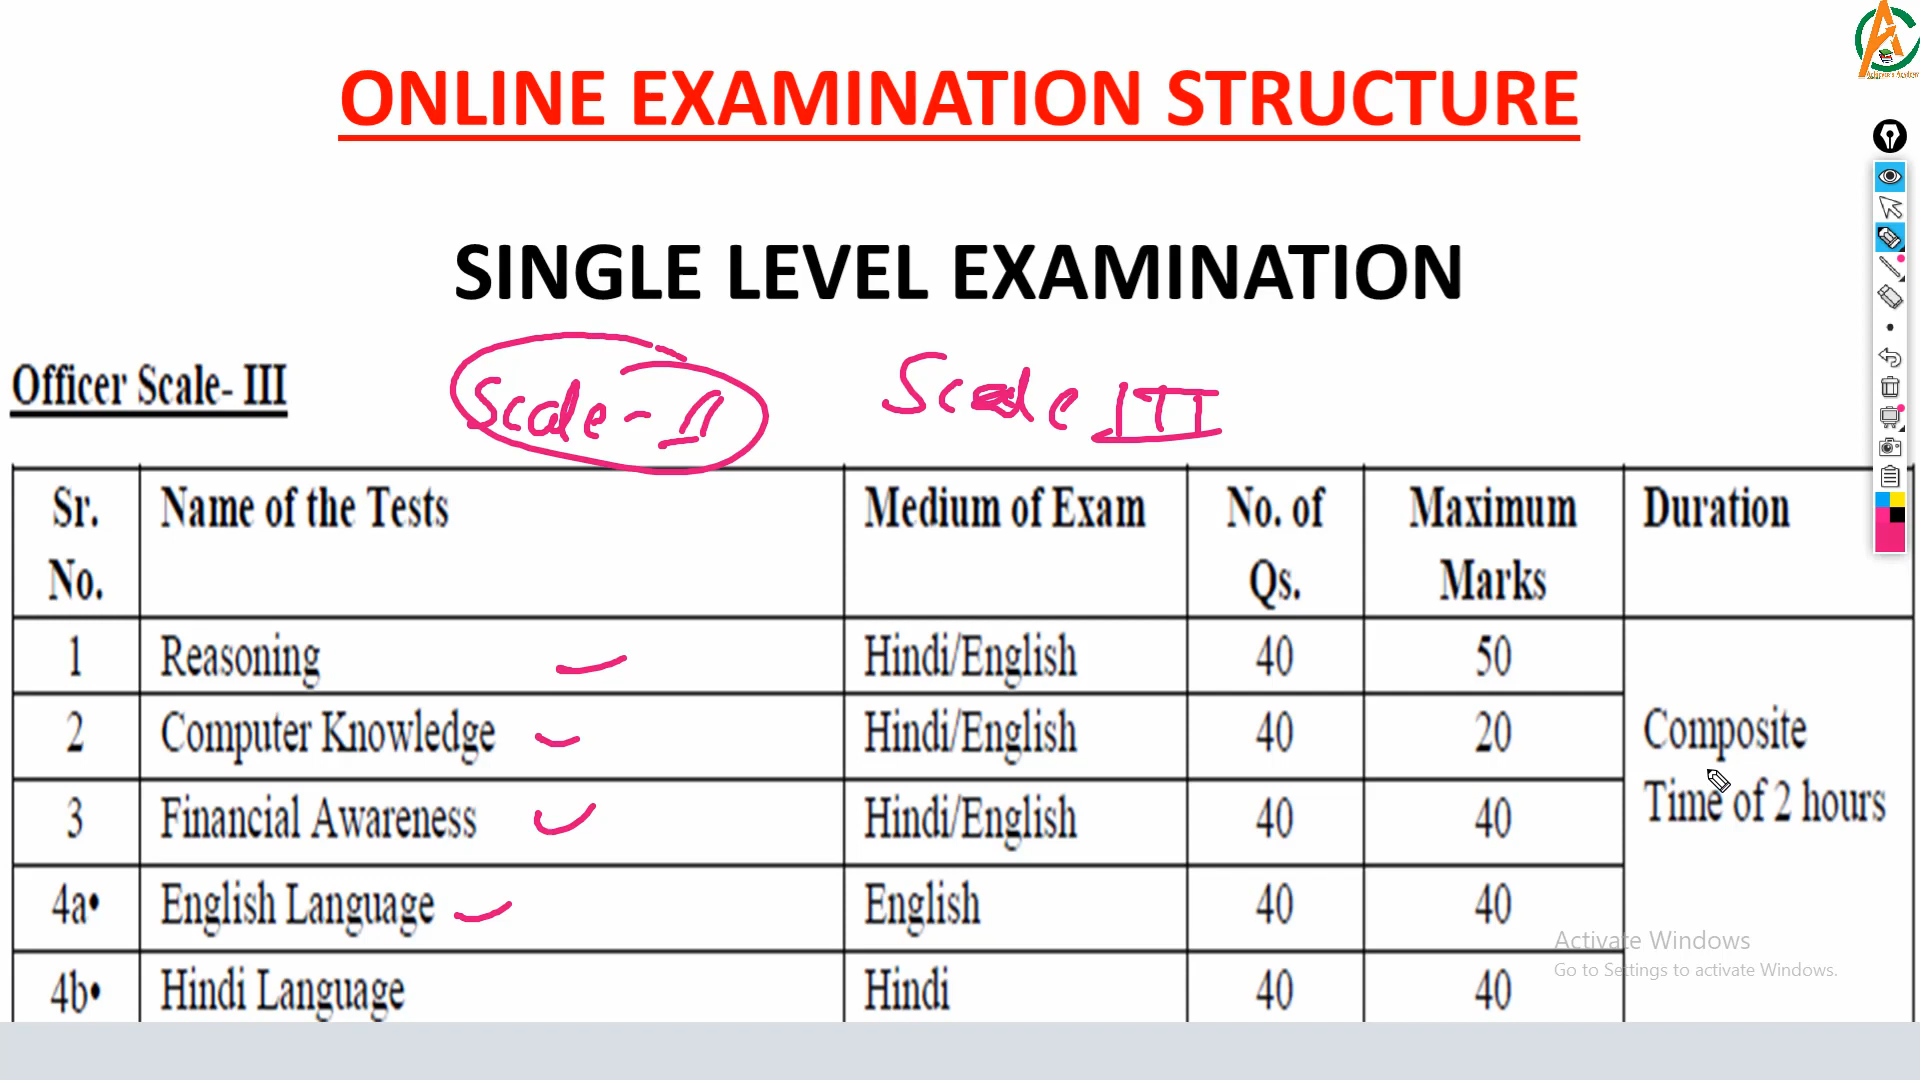 ONLINE EXAMINATION STRUCTURE
SINGLE LEVEL EXAMINATION
Officer Scale- III
Scale - II
Scale III
Sr. No. Name of the Tests Medium of Exam No. of Qs. Maximum Marks Duration
1 Reasoning Hindi/English 40 50
2 Computer Knowledge Hindi/English 40 20
3 Financial Awareness Hindi/English 40 40
4a• English Language English 40 40
4b• Hindi Language Hindi 40 40
Composite
Time of 2 hours
Activate Windows
Go to Settings to activate Windows.